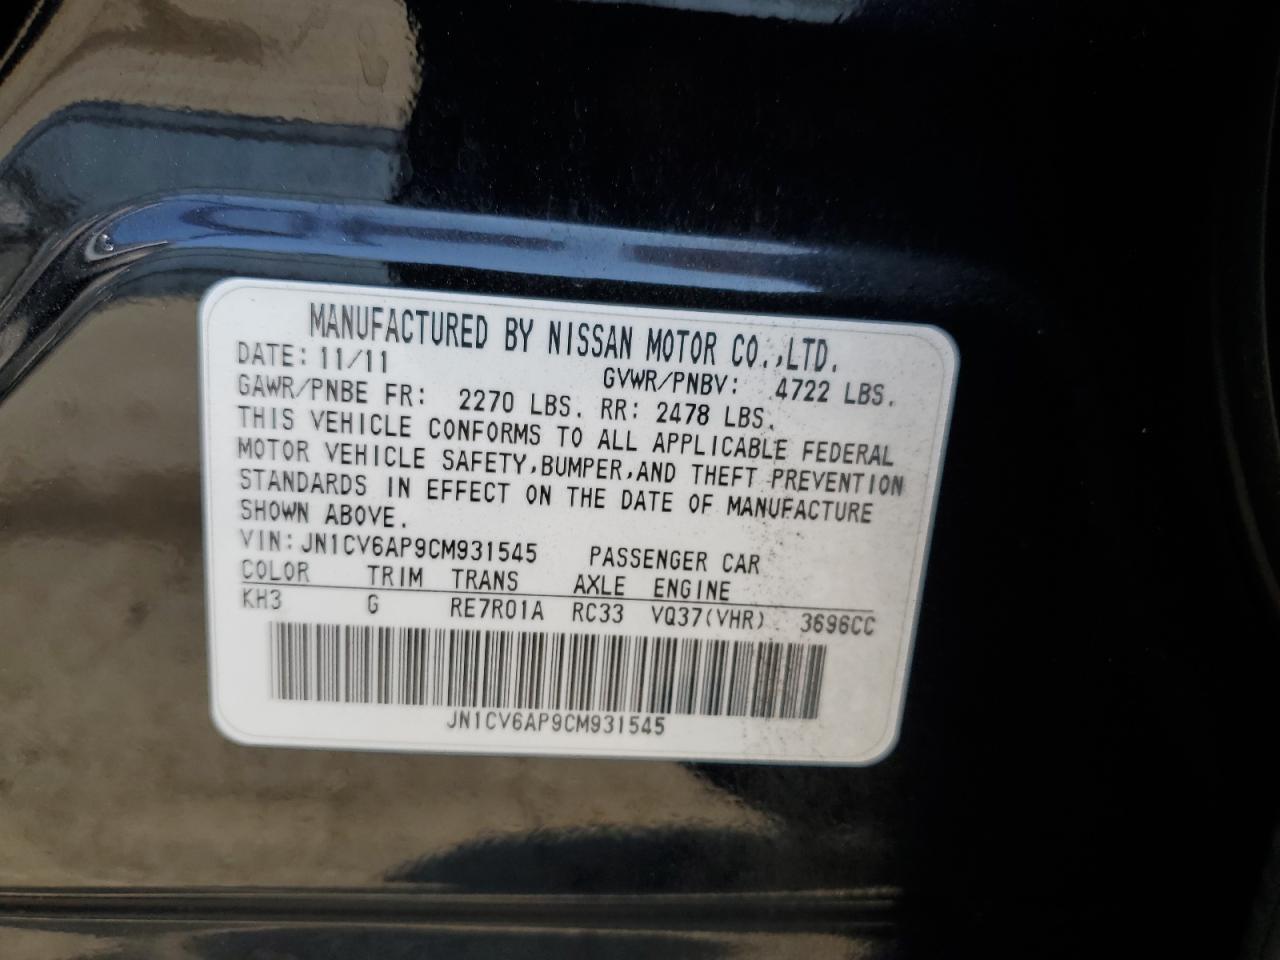 MANUFACTURED BY NISSAN MOTOR CO.,LTD.
DATE: 11/11 GVWR/PNBV: 4722 LBS.
GAWR/PNBE FR: 2270 LBS. RR: 2478 LBS.
THIS VEHICLE CONFORMS TO ALL APPLICABLE FEDERAL
MOTOR VEHICLE SAFETY,BUMPER,AND THEFT PREVENTION
STANDARDS IN EFFECT ON THE DATE OF MANUFACTURE
SHOWN ABOVE.
VIN: JN1CV6AP9CM931545 PASSENGER CAR
COLOR TRIM TRANS AXLE ENGINE
KH3 G RE7R01A RC33 VQ37(VHR) 3696CC
JN1CV6AP9CM931545